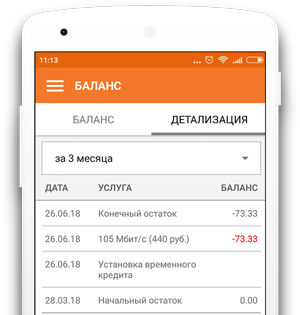 11:13
БАЛАНС
БАЛАНС ДЕТАЛИЗАЦИЯ
за 3 месяца
ДАТА УСЛУГА БАЛАНС
26.06.18 Конечный остаток -73.33
26.06.18 105 Мбит/с (440 руб.) -73.33
26.06.18 Установка временного
кредита
28.03.18 Начальный остаток 0.00